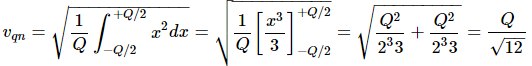 $v_{qn} = \sqrt{\frac{1}{Q} \int_{-Q/2}^{+Q/2} x^2 dx} = \sqrt{\frac{1}{Q} \left[ \frac{x^3}{3} \right]_{-Q/2}^{+Q/2}} = \sqrt{\frac{Q^2}{2^3 3} + \frac{Q^2}{2^3 3}} = \frac{Q}{\sqrt{12}}$